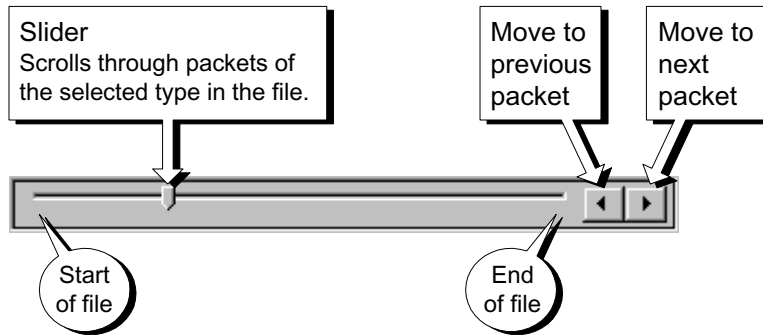 Slider
Scrolls through packets of
the selected type in the file.
Move to
previous
packet
Move to
next
packet
Start
of file
End
of file